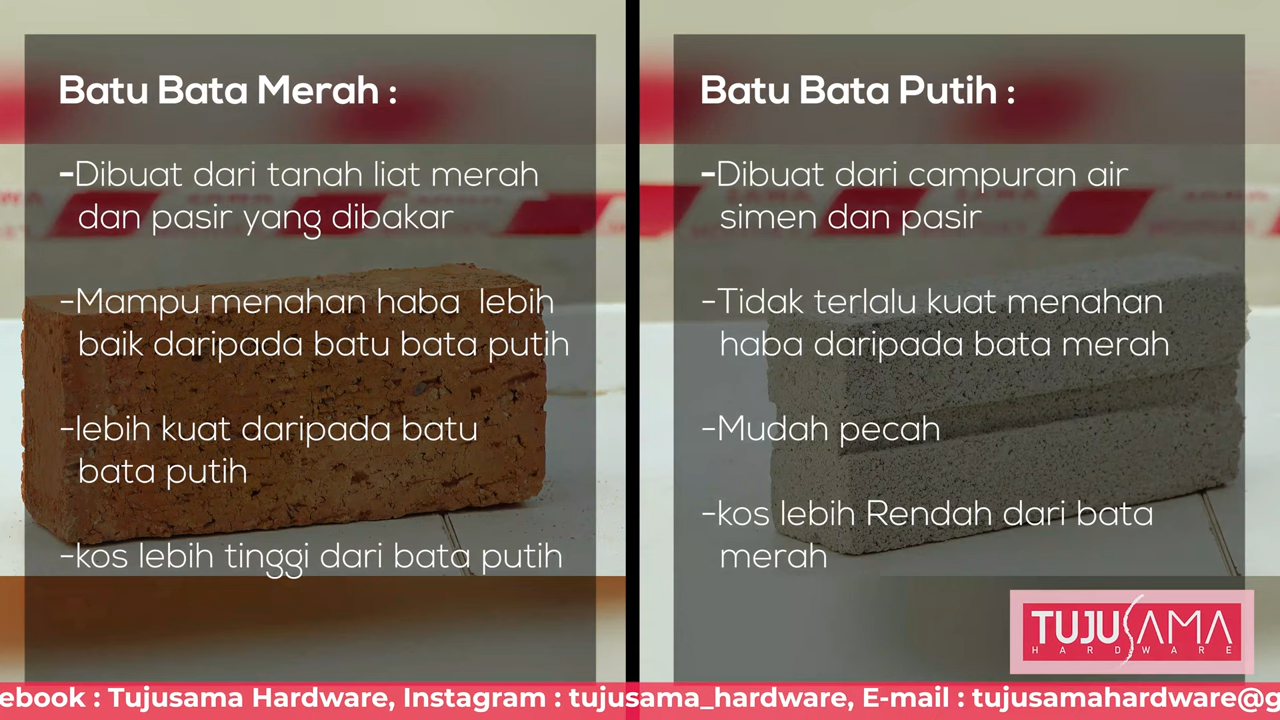 Batu Bata Merah :
-Dibuat dari tanah liat merah
dan pasir yang dibakar
-Mampu menahan haba lebih
baik daripada batu bata putih
-lebih kuat daripada batu
bata putih
-kos lebih tinggi dari bata putih
Batu Bata Putih :
-Dibuat dari campuran air
simen dan pasir
-Tidak terlalu kuat menahan
haba daripada bata merah
-Mudah pecah
-kos lebih Rendah dari bata
merah
TUJUSAMA
HARDWARE
ebook : Tujusama Hardware, Instagram : tujusama_hardware, E-mail : tujusamahardware@g